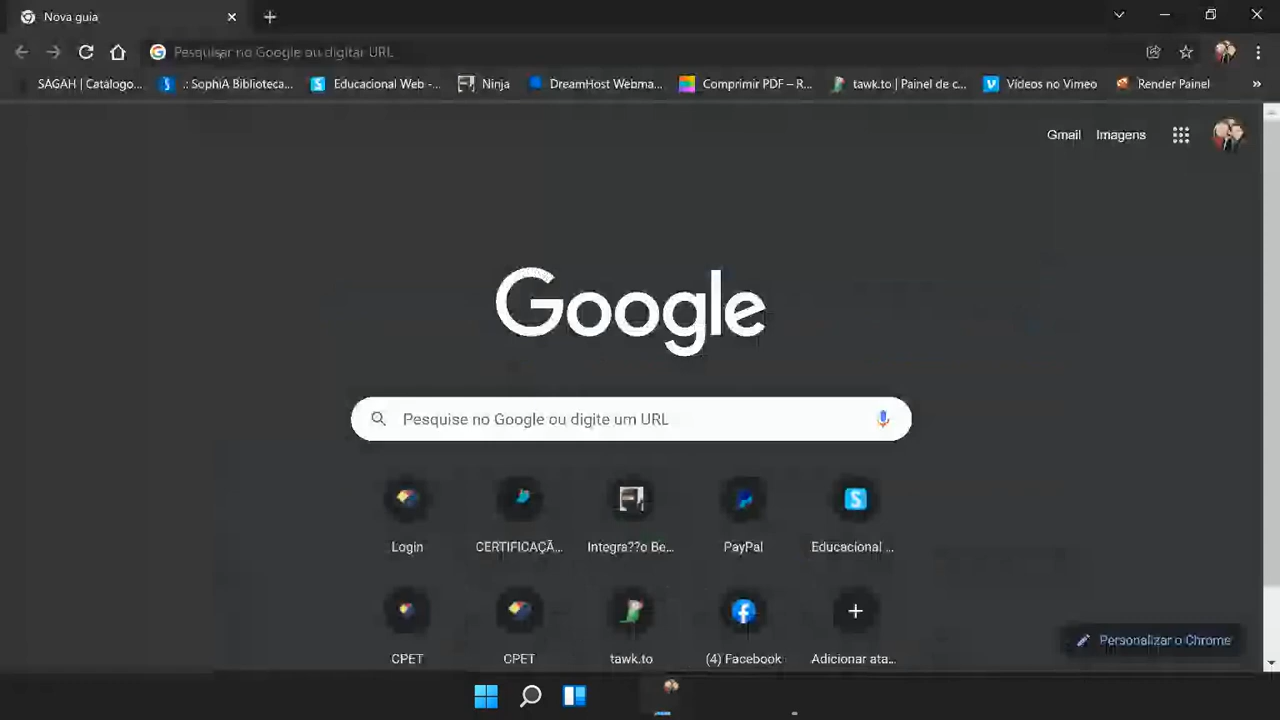 Nova guia
Pesquisar no Google ou digitar URL
SAGAH | Catálogo...
.: SophiA Biblioteca...
Educacional Web -...
Ninja
DreamHost Webma...
Comprimir PDF – R...
tawk.to | Painel de c...
Vídeos no Vimeo
Render Painel
»
Gmail
Imagens
Google
Pesquise no Google ou digite um URL
Login
CERTIFICAÇÃ...
Integra??o Be...
PayPal
Educacional ...
CPET
CPET
tawk.to
(4) Facebook
Adicionar ata...
Personalizar o Chrome